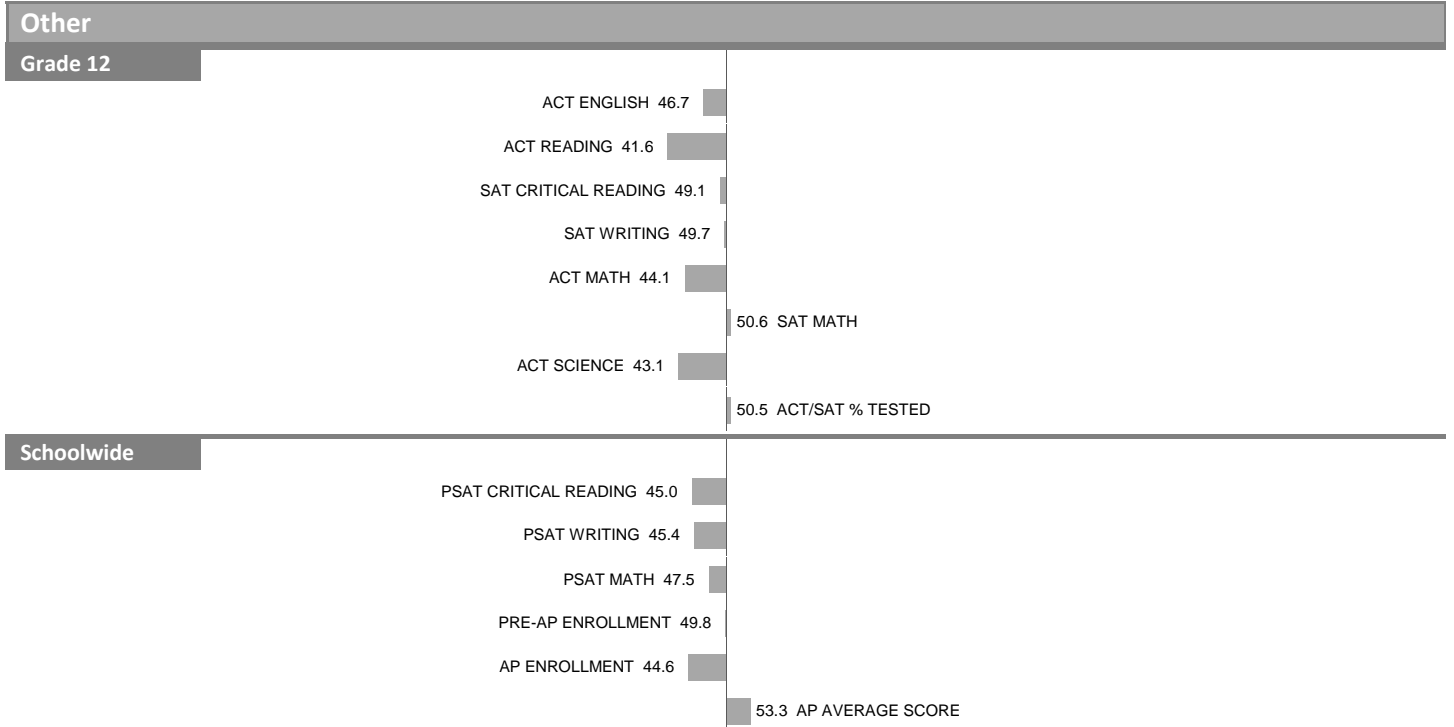 Other
Grade 12
ACT ENGLISH 46.7
ACT READING 41.6
SAT CRITICAL READING 49.1
SAT WRITING 49.7
ACT MATH 44.1
50.6 SAT MATH
ACT SCIENCE 43.1
50.5 ACT/SAT % TESTED
Schoolwide
PSAT CRITICAL READING 45.0
PSAT WRITING 45.4
PSAT MATH 47.5
PRE-AP ENROLLMENT 49.8
AP ENROLLMENT 44.6
53.3 AP AVERAGE SCORE